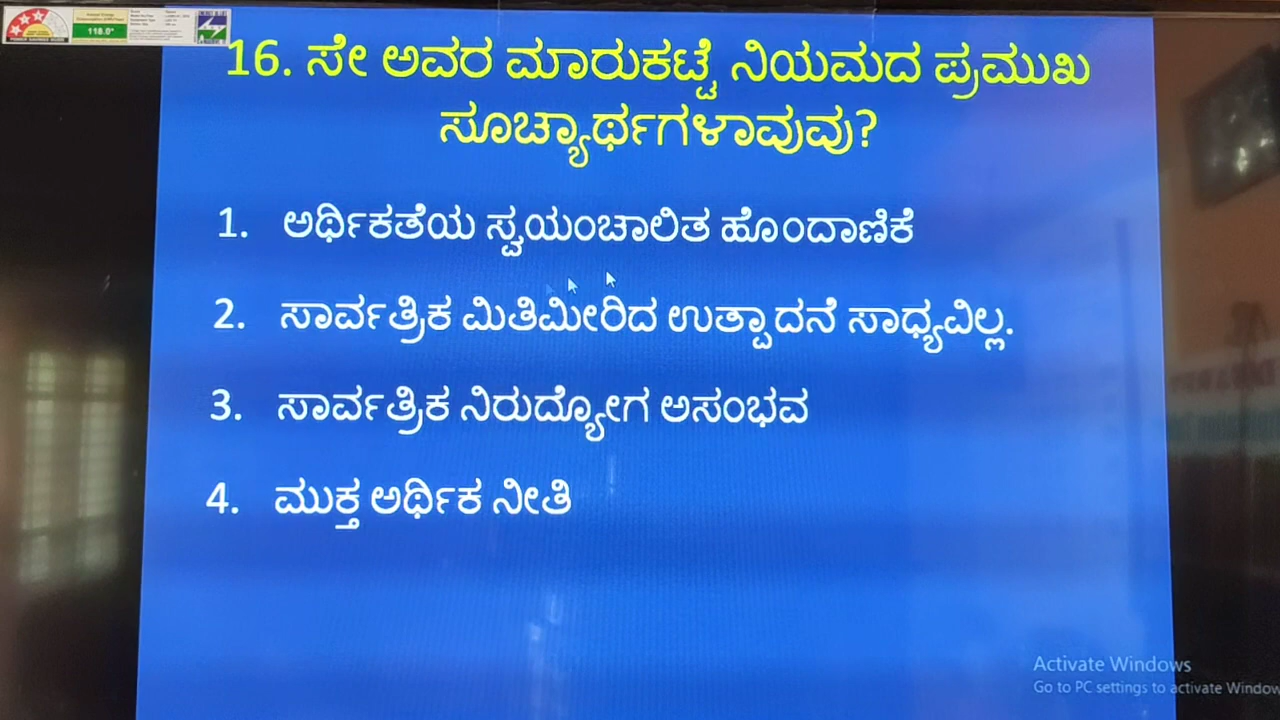 118.0*
16. ಸೇ ಅವರ ಮಾರುಕಟ್ಟೆ ನಿಯಮದ ಪ್ರಮುಖ
ಸೂಚ್ಯಾರ್ಥಗಳಾವುವು?
1. ಅರ್ಥಿಕತೆಯ ಸ್ವಯಂಚಾಲಿತ ಹೊಂದಾಣಿಕೆ
2. ಸಾರ್ವತ್ರಿಕ ಮಿತಿಮೀರಿದ ಉತ್ಪಾದನೆ ಸಾಧ್ಯವಿಲ್ಲ.
3. ಸಾರ್ವತ್ರಿಕ ನಿರುದ್ಯೋಗ ಅಸಂಭವ
4. ಮುಕ್ತ ಅರ್ಥಿಕ ನೀತಿ
Activate Windows
Go to PC settings to activate Window